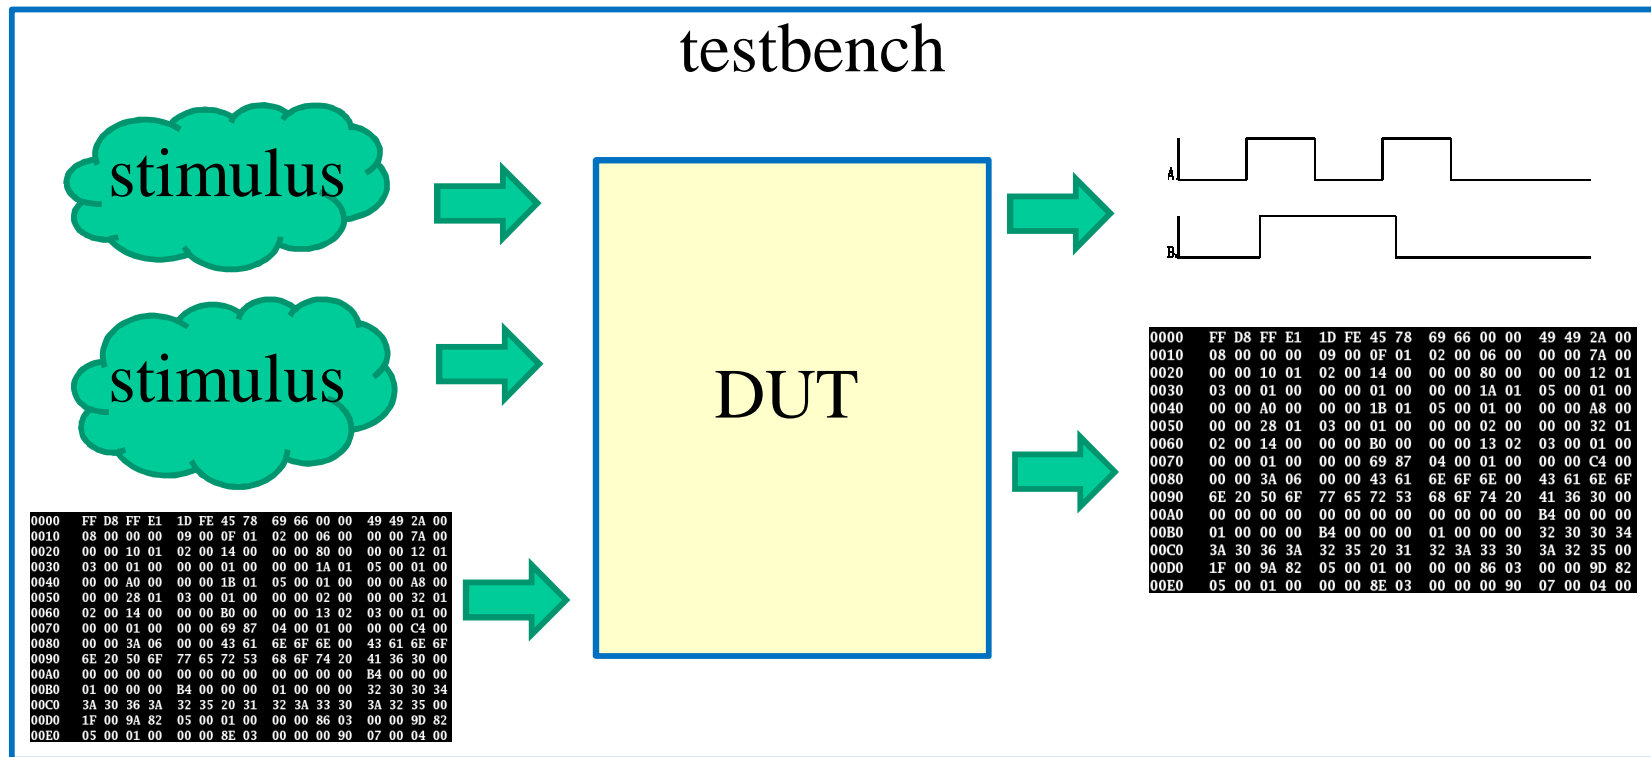 testbench
stimulus
stimulus
DUT
A.
B.
0000 FF D8 FF E1 1D FE 45 78 69 66 00 00 49 49 2A 00
0010 08 00 00 00 09 00 0F 01 02 00 06 00 00 00 7A 00
0020 00 00 10 01 02 00 14 00 00 00 80 00 00 00 12 01
0030 03 00 01 00 00 00 01 00 00 00 1A 01 05 00 01 00
0040 00 00 A0 00 00 00 1B 01 05 00 01 00 00 00 A8 00
0050 00 00 28 01 03 00 01 00 00 00 02 00 00 00 32 01
0060 02 00 14 00 00 00 B0 00 00 00 13 02 03 00 01 00
0070 00 00 01 00 00 00 69 87 04 00 01 00 00 00 C4 00
0080 00 00 3A 06 00 00 43 61 6E 6F 6E 00 43 61 6E 6F
0090 6E 20 50 6F 77 65 72 53 68 6F 74 20 41 36 30 00
00A0 00 00 00 00 00 00 00 00 00 00 00 00 B4 00 00 00
00B0 01 00 00 00 B4 00 00 00 01 00 00 00 32 30 30 34
00C0 3A 30 36 3A 32 35 20 31 32 3A 33 30 3A 32 35 00
00D0 1F 00 9A 82 05 00 01 00 00 00 86 03 00 00 9D 82
00E0 05 00 01 00 00 00 8E 03 00 00 00 90 07 00 04 00
0000 FF D8 FF E1 1D FE 45 78 69 66 00 00 49 49 2A 00
0010 08 00 00 00 09 00 0F 01 02 00 06 00 00 00 7A 00
0020 00 00 10 01 02 00 14 00 00 00 80 00 00 00 12 01
0030 03 00 01 00 00 00 01 00 00 00 1A 01 05 00 01 00
0040 00 00 A0 00 00 00 1B 01 05 00 01 00 00 00 A8 00
0050 00 00 28 01 03 00 01 00 00 00 02 00 00 00 32 01
0060 02 00 14 00 00 00 B0 00 00 00 13 02 03 00 01 00
0070 00 00 01 00 00 00 69 87 04 00 01 00 00 00 C4 00
0080 00 00 3A 06 00 00 43 61 6E 6F 6E 00 43 61 6E 6F
0090 6E 20 50 6F 77 65 72 53 68 6F 74 20 41 36 30 00
00A0 00 00 00 00 00 00 00 00 00 00 00 00 B4 00 00 00
00B0 01 00 00 00 B4 00 00 00 01 00 00 00 32 30 30 34
00C0 3A 30 36 3A 32 35 20 31 32 3A 33 30 3A 32 35 00
00D0 1F 00 9A 82 05 00 01 00 00 00 86 03 00 00 9D 82
00E0 05 00 01 00 00 00 8E 03 00 00 00 90 07 00 04 00